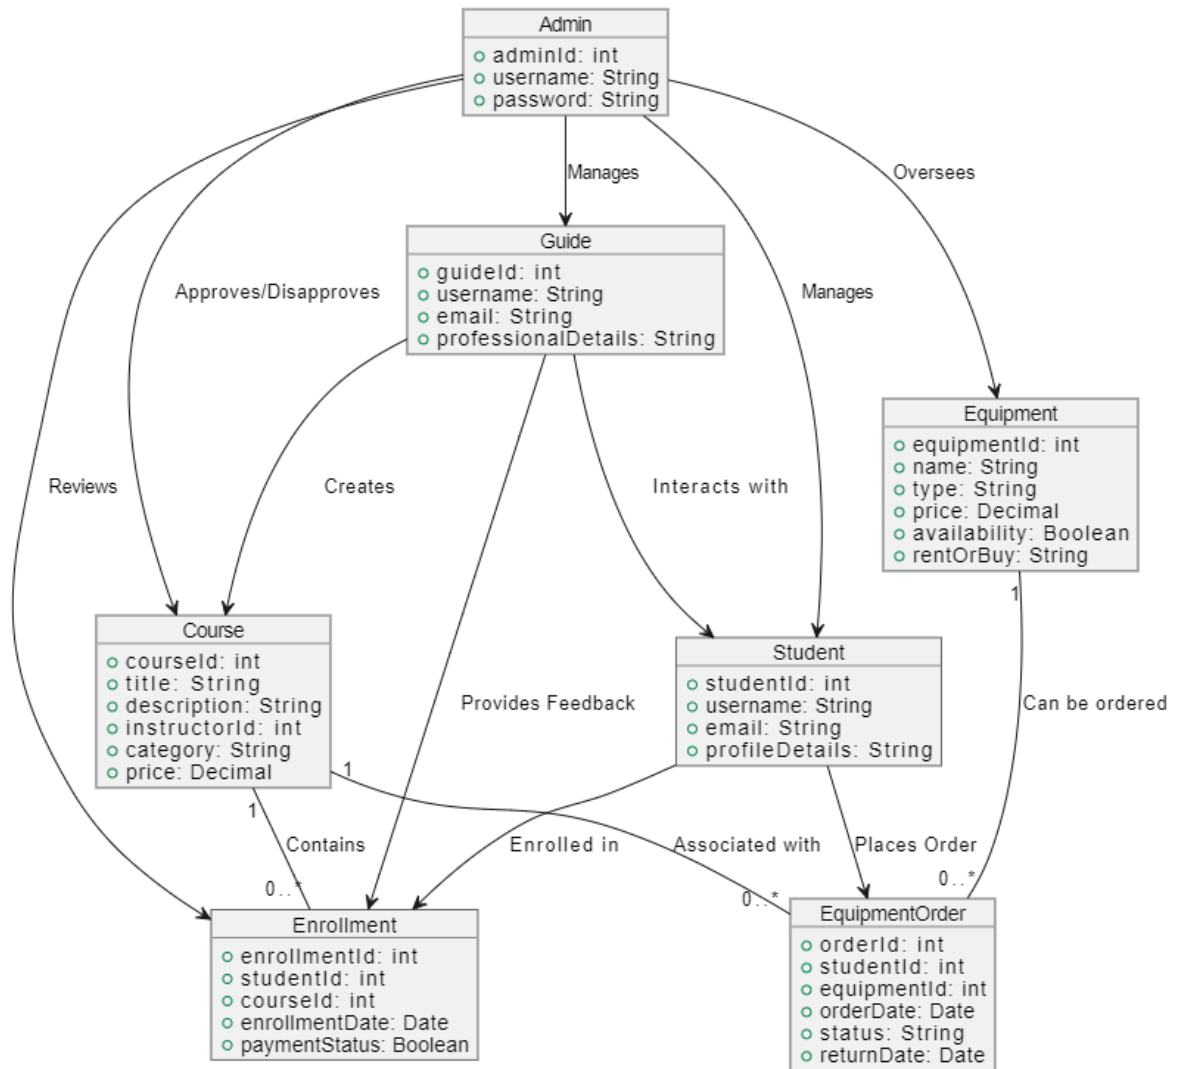 Admin
adminId: int
username: String
password: String
Manages
Oversees
Guide
guideId: int
username: String
email: String
professionalDetails: String
Approves/Disapproves
Manages
Equipment
equipmentId: int
name: String
type: String
price: Decimal
availability: Boolean
rentOrBuy: String
Reviews
Creates
Interacts with
1
Course
courseId: int
title: String
description: String
instructorId: int
category: String
price: Decimal
Student
studentId: int
username: String
email: String
profileDetails: String
Provides Feedback
Can be ordered
1
1
Contains
Enrolled in
Associated with
Places Order
0..*
0..*
0..*
Enrollment
enrollmentId: int
studentId: int
courseId: int
enrollmentDate: Date
paymentStatus: Boolean
EquipmentOrder
orderId: int
studentId: int
equipmentId: int
orderDate: Date
status: String
returnDate: Date